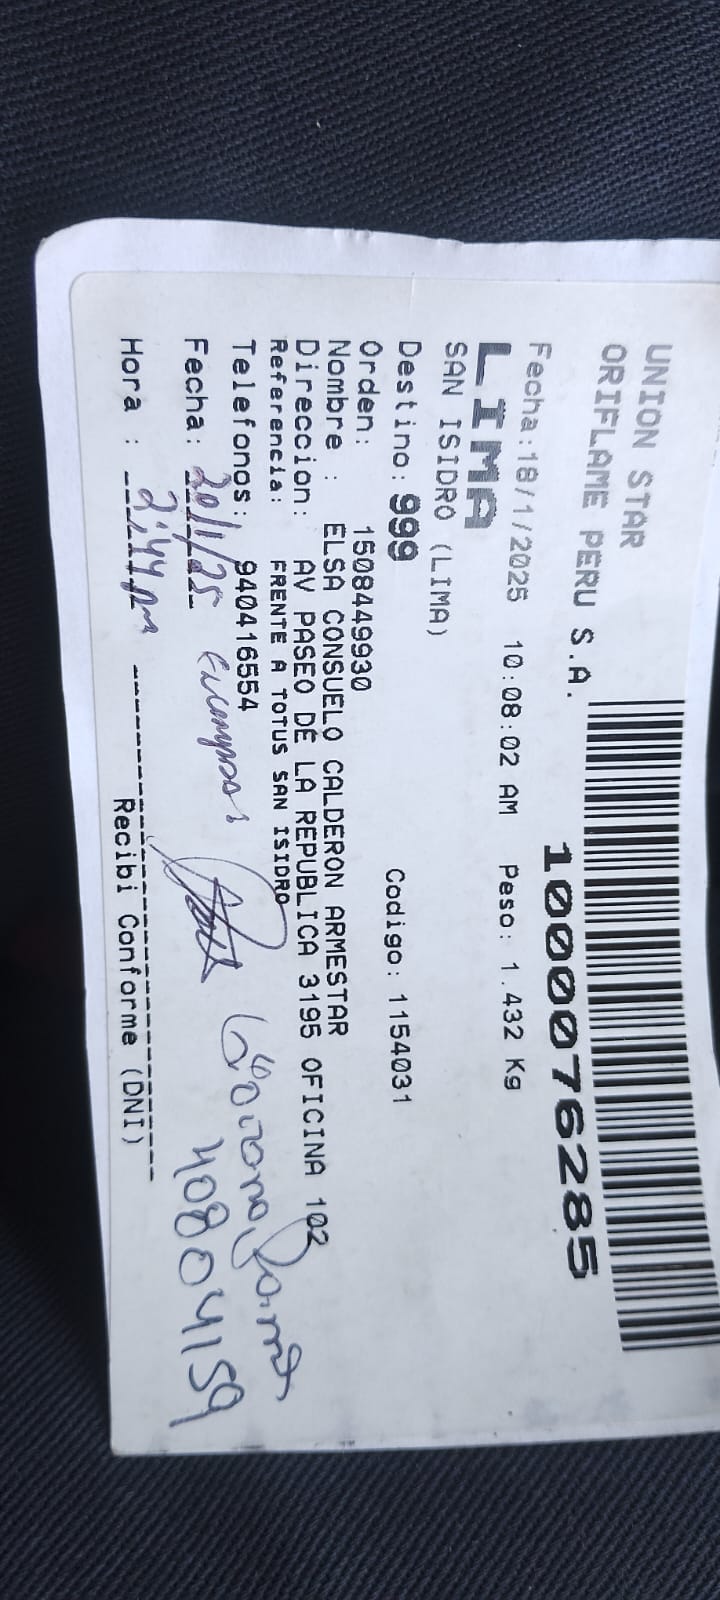 UNION STAR
ORIFLAME PERU S.A.
1000076285
Fecha:18/1/2025 10:08:02 AM Peso: 1.432 Kg
LIMA
SAN ISIDRO (LIMA)
Destino: 999 Codigo: 1154031
Orden: 1508449930
Nombre : ELSA CONSUELO CALDERON ARMESTAR
Direccion: AV PASEO DE LA REPUBLICA 3195 OFICINA 102
Referencia: FRENTE A TOTUS SAN ISIDRO
Telefonos: 940416554
Fecha: 20/1/25
40804159
Hora : 2:44 pm
Recibi Conforme (DNI)